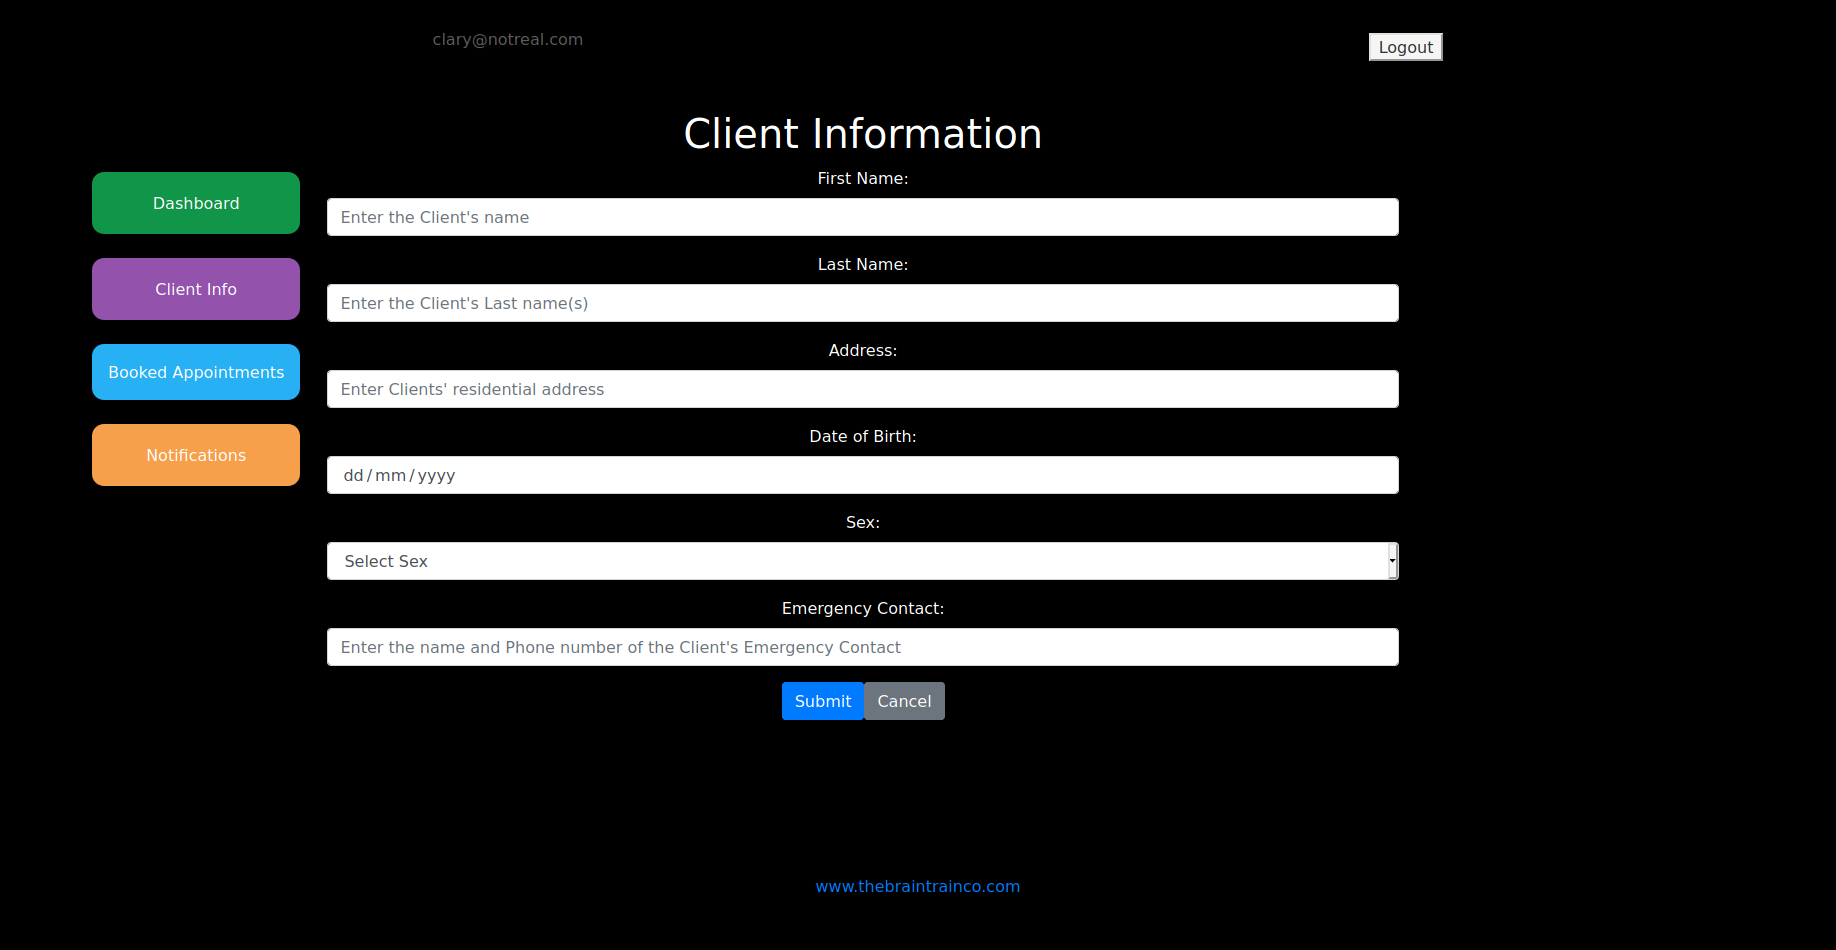 clary@notreal.com
Logout
Client Information
First Name:
Enter the Client's name
Last Name:
Enter the Client's Last name(s)
Address:
Enter Clients' residential address
Date of Birth:
dd/mm/yyyy
Sex:
Select Sex
Emergency Contact:
Enter the name and Phone number of the Client's Emergency Contact
Submit
Cancel
Dashboard
Client Info
Booked Appointments
Notifications
www.thebraintrainco.com